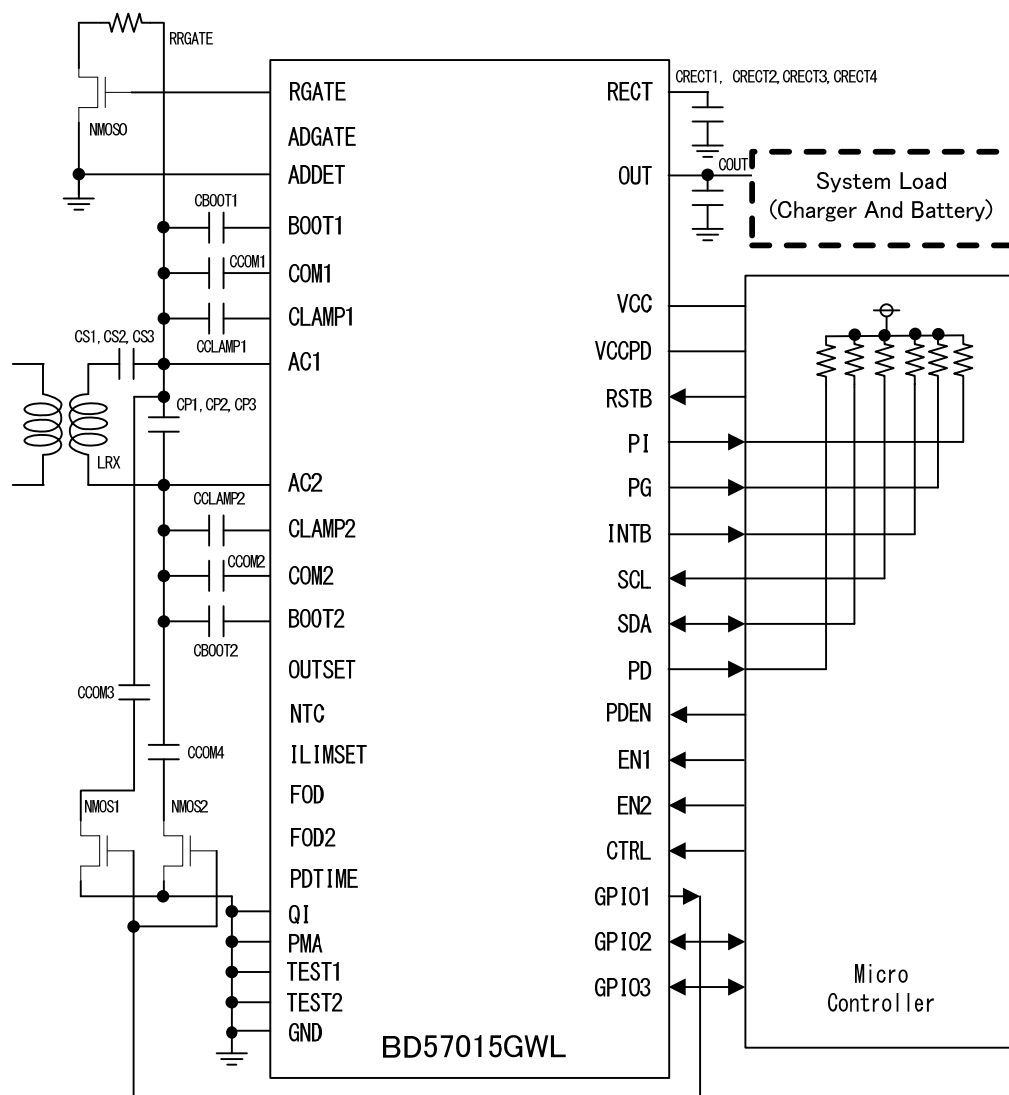 RRGATE
NMOS0
RGATE
ADGATE
ADDET
CBOOT1
BOOT1
CCOM1
COM1
CLAMP1
CCLAMP1
CS1, CS2, CS3
AC1
CP1, CP2, CP3
LRX
AC2
CCLAMP2
CLAMP2
CCOM2
COM2
BOOT2
CBOOT2
OUTSET
CCOM3
NTC
CCOM4
ILIMSET
FOD
NMOS1
NMOS2
FOD2
PDTIME
QI
PMA
TEST1
TEST2
GND
BD57015GWL
RECT
CRECT1, CRECT2, CRECT3, CRECT4
OUT
COUT
System Load
(Charger And Battery)
VCC
VCCPD
RSTB
PI
PG
INTB
SCL
SDA
PD
PDEN
EN1
EN2
CTRL
GPIO1
GPIO2
GPIO3
Micro
Controller